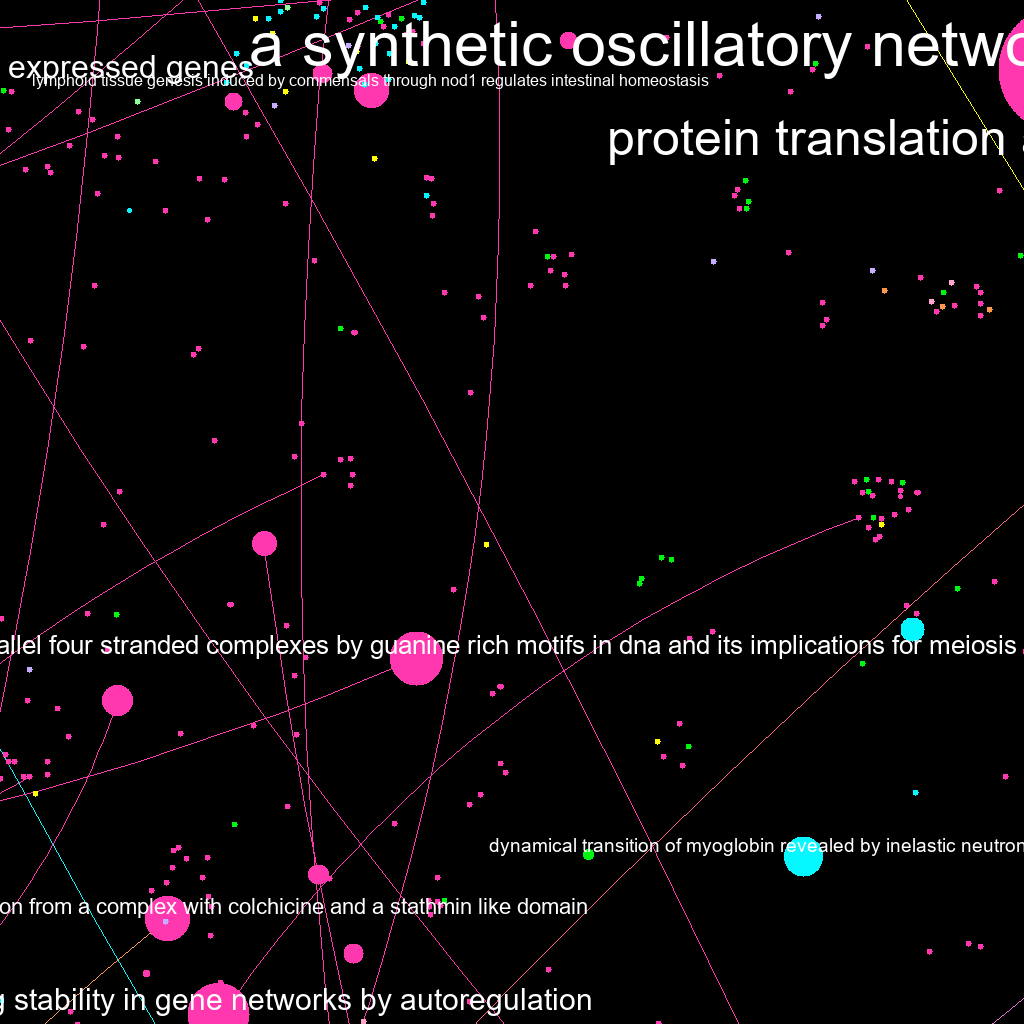 a synthetic oscillatory netwo
expressed genes
lymphoid tissue genesis induced by commensals through nod1 regulates intestinal homeostasis
protein translation
allel four stranded complexes by guanine rich motifs in dna and its implications for meiosis
dynamical transition of myoglobin revealed by inelastic neutron
on from a complex with colchicine and a stathmin like domain
g stability in gene networks by autoregulation